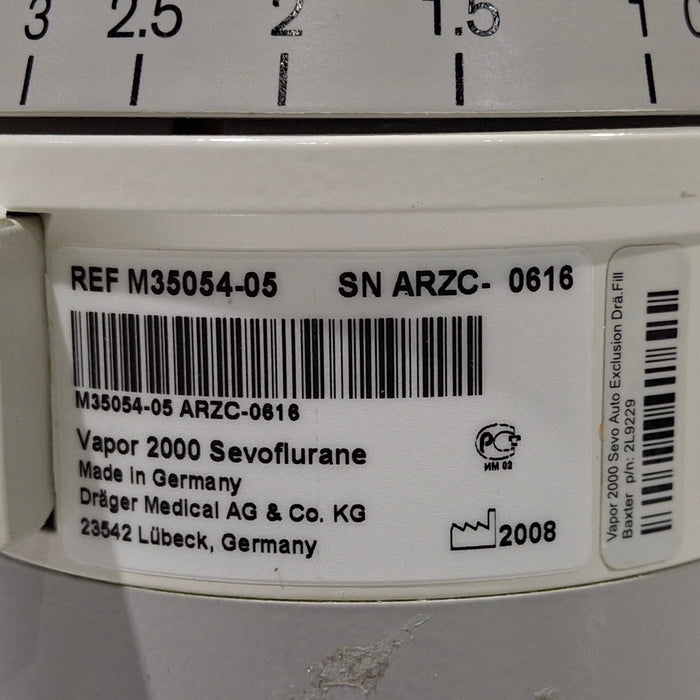 3 2.5 2 1.5 1
REF M35054-05 SN ARZC- 0616
M35054-05 ARZC-0616
Vapor 2000 Sevoflurane
Made in Germany
Dräger Medical AG & Co. KG
23542 Lübeck, Germany
РСТ
ИМ 02
2008
Vapor 2000 Sevo Auto Exclusion Drä.Fill
Baxter p/n: 2L9229